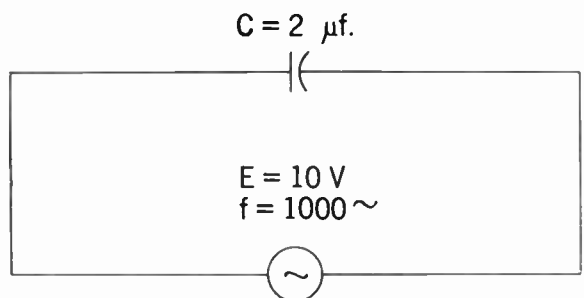 C = 2 μf.
E = 10 V
f = 1000 ~
~